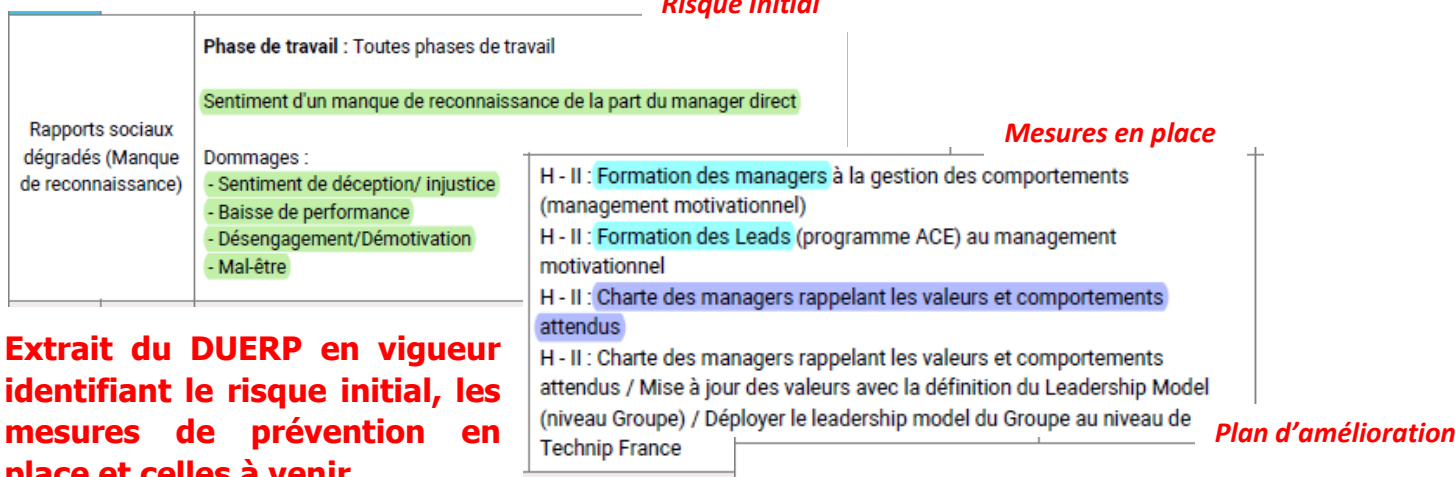 Risque initial
Phase de travail : Toutes phases de travail
Sentiment d'un manque de reconnaissance de la part du manager direct
Rapports sociaux
dégradés (Manque
de reconnaissance)
Dommages :
- Sentiment de déception/ injustice
- Baisse de performance
- Désengagement/Démotivation
- Mal-être
Mesures en place
H - II : Formation des managers à la gestion des comportements
(management motivationnel)
H - II : Formation des Leads (programme ACE) au management
motivationnel
H - II : Charte des managers rappelant les valeurs et comportements
attendus
H - II : Charte des managers rappelant les valeurs et comportements
attendus / Mise à jour des valeurs avec la définition du Leadership Model
(niveau Groupe) / Déployer le leadership model du Groupe au niveau de
Technip France
Plan d'amélioration
Extrait du DUERP en vigueur
identifiant le risque initial, les
mesures de prévention en
place et celles à venir